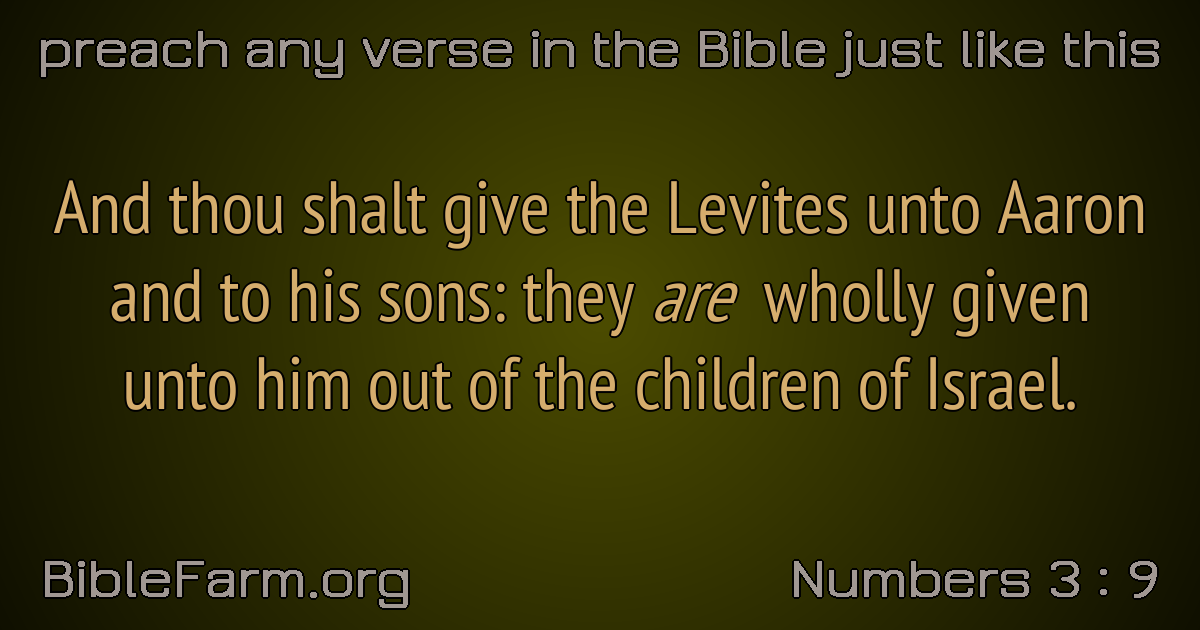 preach any verse in the Bible just like this
And thou shalt give the Levites unto Aaron
and to his sons: they are wholly given
unto him out of the children of Israel.
BibleFarm.org
Numbers 3 : 9